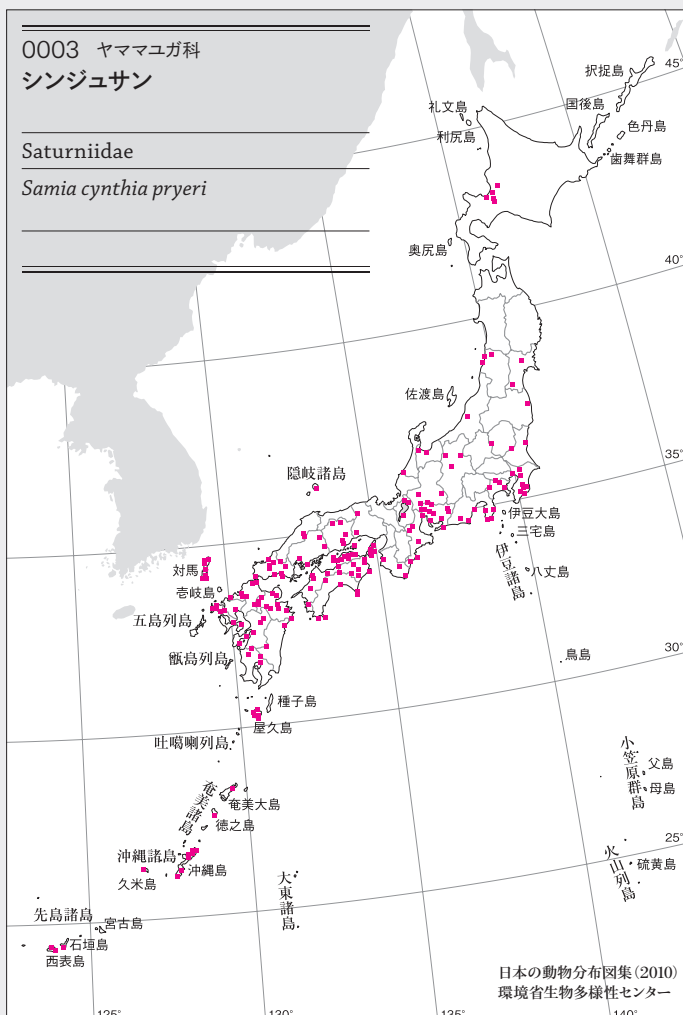 0003 ヤママユガ科
シンジュサン
Saturniidae
Samia cynthia pryeri
45°
択捉島
礼文島
国後島
色丹島
利尻島
歯舞群島
奥尻島
40°
佐渡島
35°
隠岐諸島
伊豆大島
三宅島
対馬
伊豆諸島
八丈島
壱岐島
五島列島
甑島列島
鳥島
30°
種子島
屋久島
吐噶喇列島
小笠原群島
父島
母島
奄美諸島
奄美大島
徳之島
25°
沖縄諸島
沖縄島
火山列島
硫黄島
久米島
大東諸島
先島諸島
宮古島
石垣島
西表島
日本の動物分布図集(2010)
環境省生物多様性センター
125°
130°
135°
140°